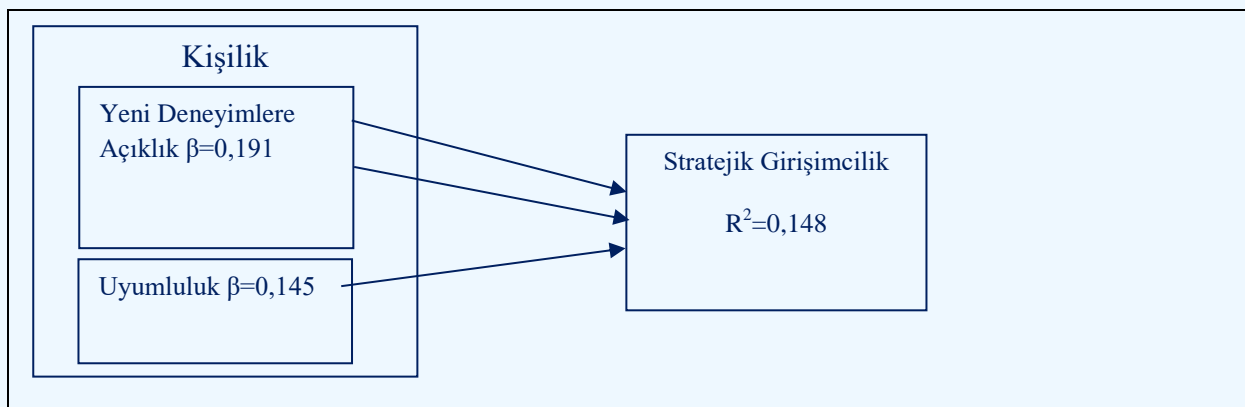 Kişilik
Yeni Deneyimlere
Açıklık β=0,191
Uyumluluk β=0,145
Stratejik Girişimcilik
R²=0,148